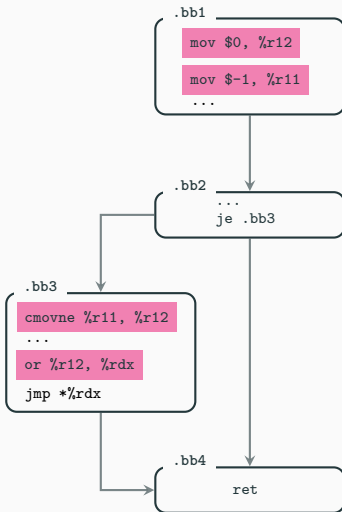 .bb1
mov $0, %r12
mov $-1, %r11
...
.bb2
...
je .bb3
.bb3
cmovne %r11, %r12
...
or %r12, %rdx
jmp *%rdx
.bb4
ret